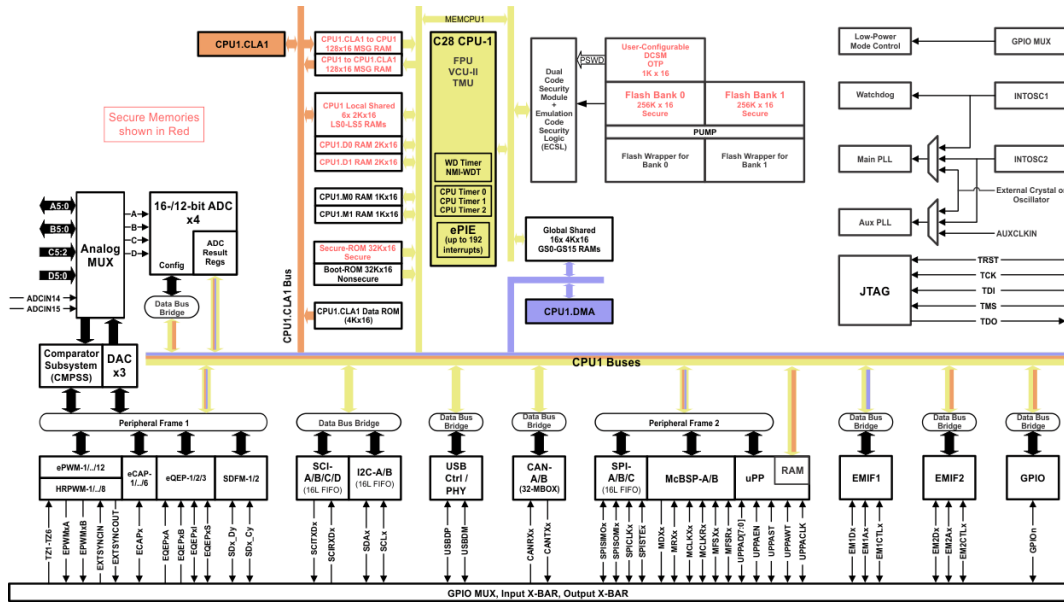 MEMCPU1
CPU1.CLA1
CPU1.CLA1 to CPU1
128x16 MSG RAM
CPU1 to CPU1.CLA1
128x16 MSG RAM
CPU1 Local Shared
6x 2Kx16
LS0-LS5 RAMs
CPU1.D0 RAM 2Kx16
CPU1.D1 RAM 2Kx16
CPU1.M0 RAM 1Kx16
CPU1.M1 RAM 1Kx16
Secure-ROM 32Kx16
Secure
Boot-ROM 32Kx16
Nonsecure
CPU1.CLA1 Data ROM
(4Kx16)
CPU1.CLA1 Bus
C28 CPU-1
FPU
VCU-II
TMU
WD Timer
NMI-WDT
CPU Timer 0
CPU Timer 1
CPU Timer 2
ePIE
(up to 192
interrupts)
Dual
Code
Security
Module
+
Emulation
Code
Security
Logic
(ECSL)
PSWD
User-Configurable
DCSM
OTP
1K x 16
Flash Bank 0
256K x 16
Secure
Flash Bank 1
256K x 16
Secure
PUMP
Flash Wrapper for
Bank 0
Flash Wrapper for
Bank 1
Global Shared
16x 4Kx16
GS0-GS15 RAMs
CPU1.DMA
Low-Power
Mode Control
GPIO MUX
Watchdog
INTOSC1
Main PLL
INTOSC2
External Crystal or
Oscillator
Aux PLL
AUXCLKIN
JTAG
TRST
TCK
TDI
TMS
TDO
Secure Memories
shown in Red
A5:0
B5:0
C5:2
D5:0
ADCIN14
ADCIN15
Analog
MUX
A
B
C
D
16-/12-bit ADC
x4
Config
ADC
Result
Regs
Data Bus
Bridge
Comparator
Subsystem
(CMPSS)
DAC
x3
CPU1 Buses
Peripheral Frame 1
Data Bus Bridge
Data Bus
Bridge
Data Bus
Bridge
Peripheral Frame 2
Data Bus
Bridge
Data Bus
Bridge
Data Bus
Bridge
ePWM-1/../12
HRPWM-1/../8
eCAP-
1/../6
eQEP-1/2/3
SDFM-1/2
SCI-
A/B/C/D
(16L FIFO)
I2C-A/B
(16L FIFO)
USB
Ctrl /
PHY
CAN-
A/B
(32-MBOX)
SPI-
A/B/C
(16L FIFO)
McBSP-A/B
uPP
RAM
EMIF1
EMIF2
GPIO
TZ1-TZ6
EPWMxA
EPWMxB
EXTSYNCIN
EXTSYNCOUT
ECAPx
EQEPxA
EQEPxB
EQEPxI
EQEPxS
SDx_Dy
SDx_Cy
SCITXDx
SCIRXDx
SDAx
SCLx
USBDP
USBDM
CANRXx
CANTXx
SPISIMOx
SPISOMIx
SPICLKx
SPISTEx
MDXx
MRXx
MCLKXx
MCLKRx
MFSXx
MFSRx
UPPAD[7:0]
UPPAEN
UPPAST
UPPAWT
UPPACLK
EM1Dx
EM1Ax
EM1CTLx
EM2Dx
EM2Ax
EM2CTLx
GPIOn
GPIO MUX, Input X-BAR, Output X-BAR